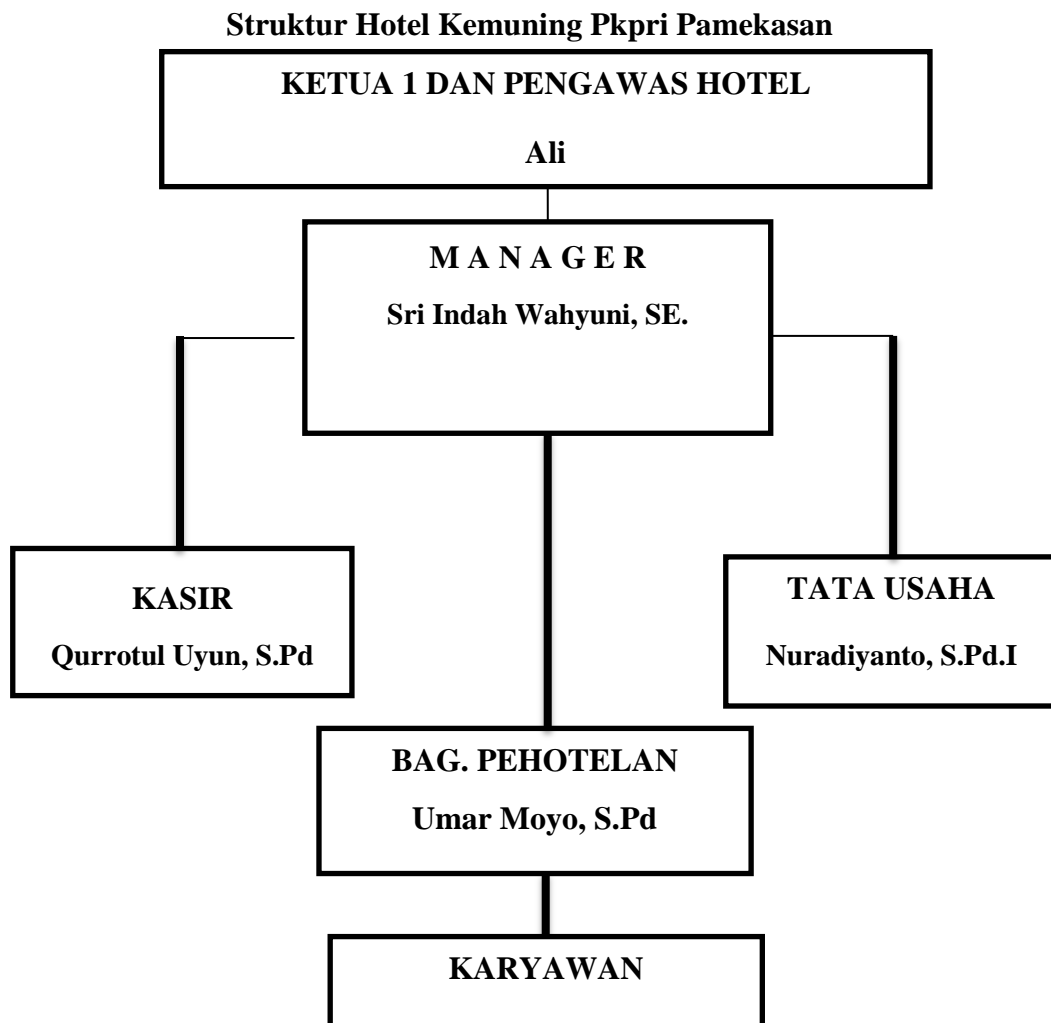 Struktur Hotel Kemuning Pkpri Pamekasan
KETUA 1 DAN PENGAWAS HOTEL
Ali
M A N A G E R
Sri Indah Wahyuni, SE.
KASIR
Qurrotul Uyun, S.Pd
TATA USAHA
Nuradiyanto, S.Pd.I
BAG. PEHOTELAN
Umar Moyo, S.Pd
KARYAWAN